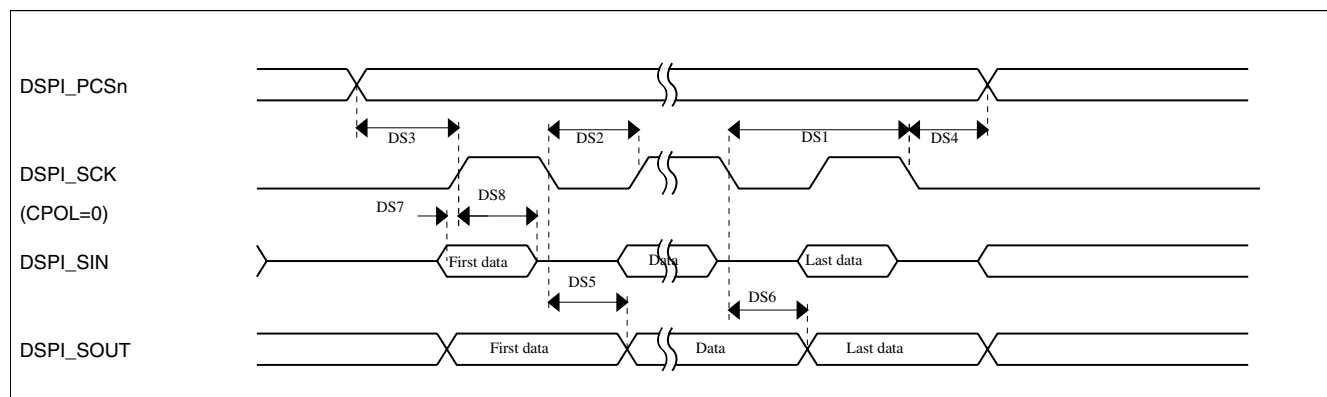 DSPI_PCSn
DS3
DS2
DS1
DS4
DSPI_SCK
(CPOL=0)
DS7
DS8
DSPI_SIN
First data
Data
Last data
DS5
DS6
DSPI_SOUT
First data
Data
Last data